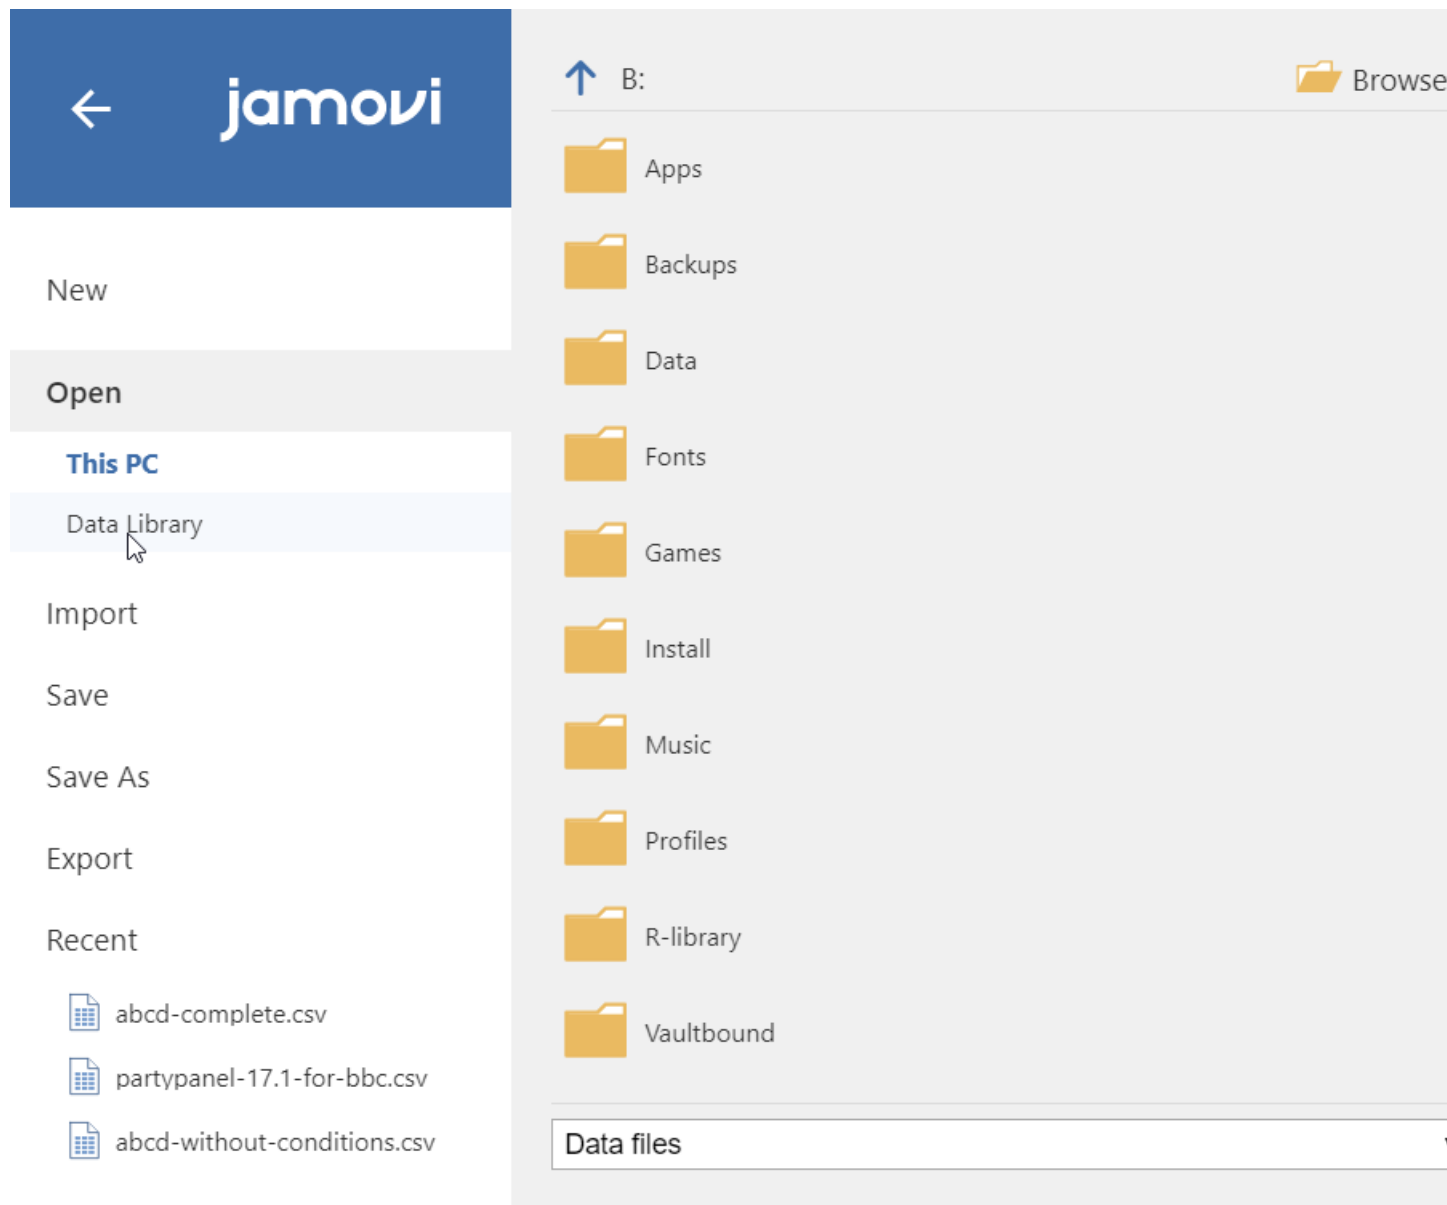 jamovi
New
Open
This PC
Data Library
Import
Save
Save As
Export
Recent
abcd-complete.csv
partypanel-17.1-for-bbc.csv
abcd-without-conditions.csv
B:
Browse
Apps
Backups
Data
Fonts
Games
Install
Music
Profiles
R-library
Vaultbound
Data files